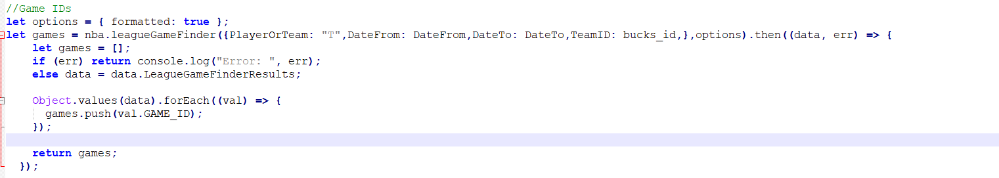 //Game IDs
let options = { formatted: true };
let games = nba.leagueGameFinder({PlayerOrTeam: "T",DateFrom: DateFrom,DateTo: DateTo,TeamID: bucks_id,},options).then((data, err) => {
    let games = [];
    if (err) return console.log("Error: ", err);
    else data = data.LeagueGameFinderResults;

    Object.values(data).forEach((val) => {
      games.push(val.GAME_ID);
    });

    return games;
  });